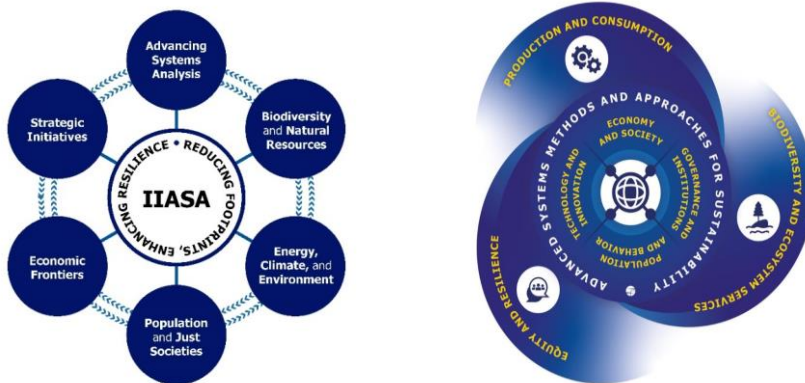 Advancing
Systems
Analysis
Strategic
Initiatives
Biodiversity
and Natural
Resources
REDUCING FOOTPRINTS, ENHANCING RESILIENCE •
IIASA
Economic
Frontiers
Energy,
Climate, and
Environment
Population
and Just
Societies
PRODUCTION AND CONSUMPTION
BIODIVERSITY AND ECOSYSTEM SERVICES
EQUITY AND RESILIENCE
ADVANCED SYSTEMS METHODS AND APPROACHES FOR SUSTAINABILITY
ECONOMY
AND SOCIETY
GOVERNANCE AND
INSTITUTIONS
POPULATION
AND BEHAVIOR
TECHNOLOGY AND
INNOVATION